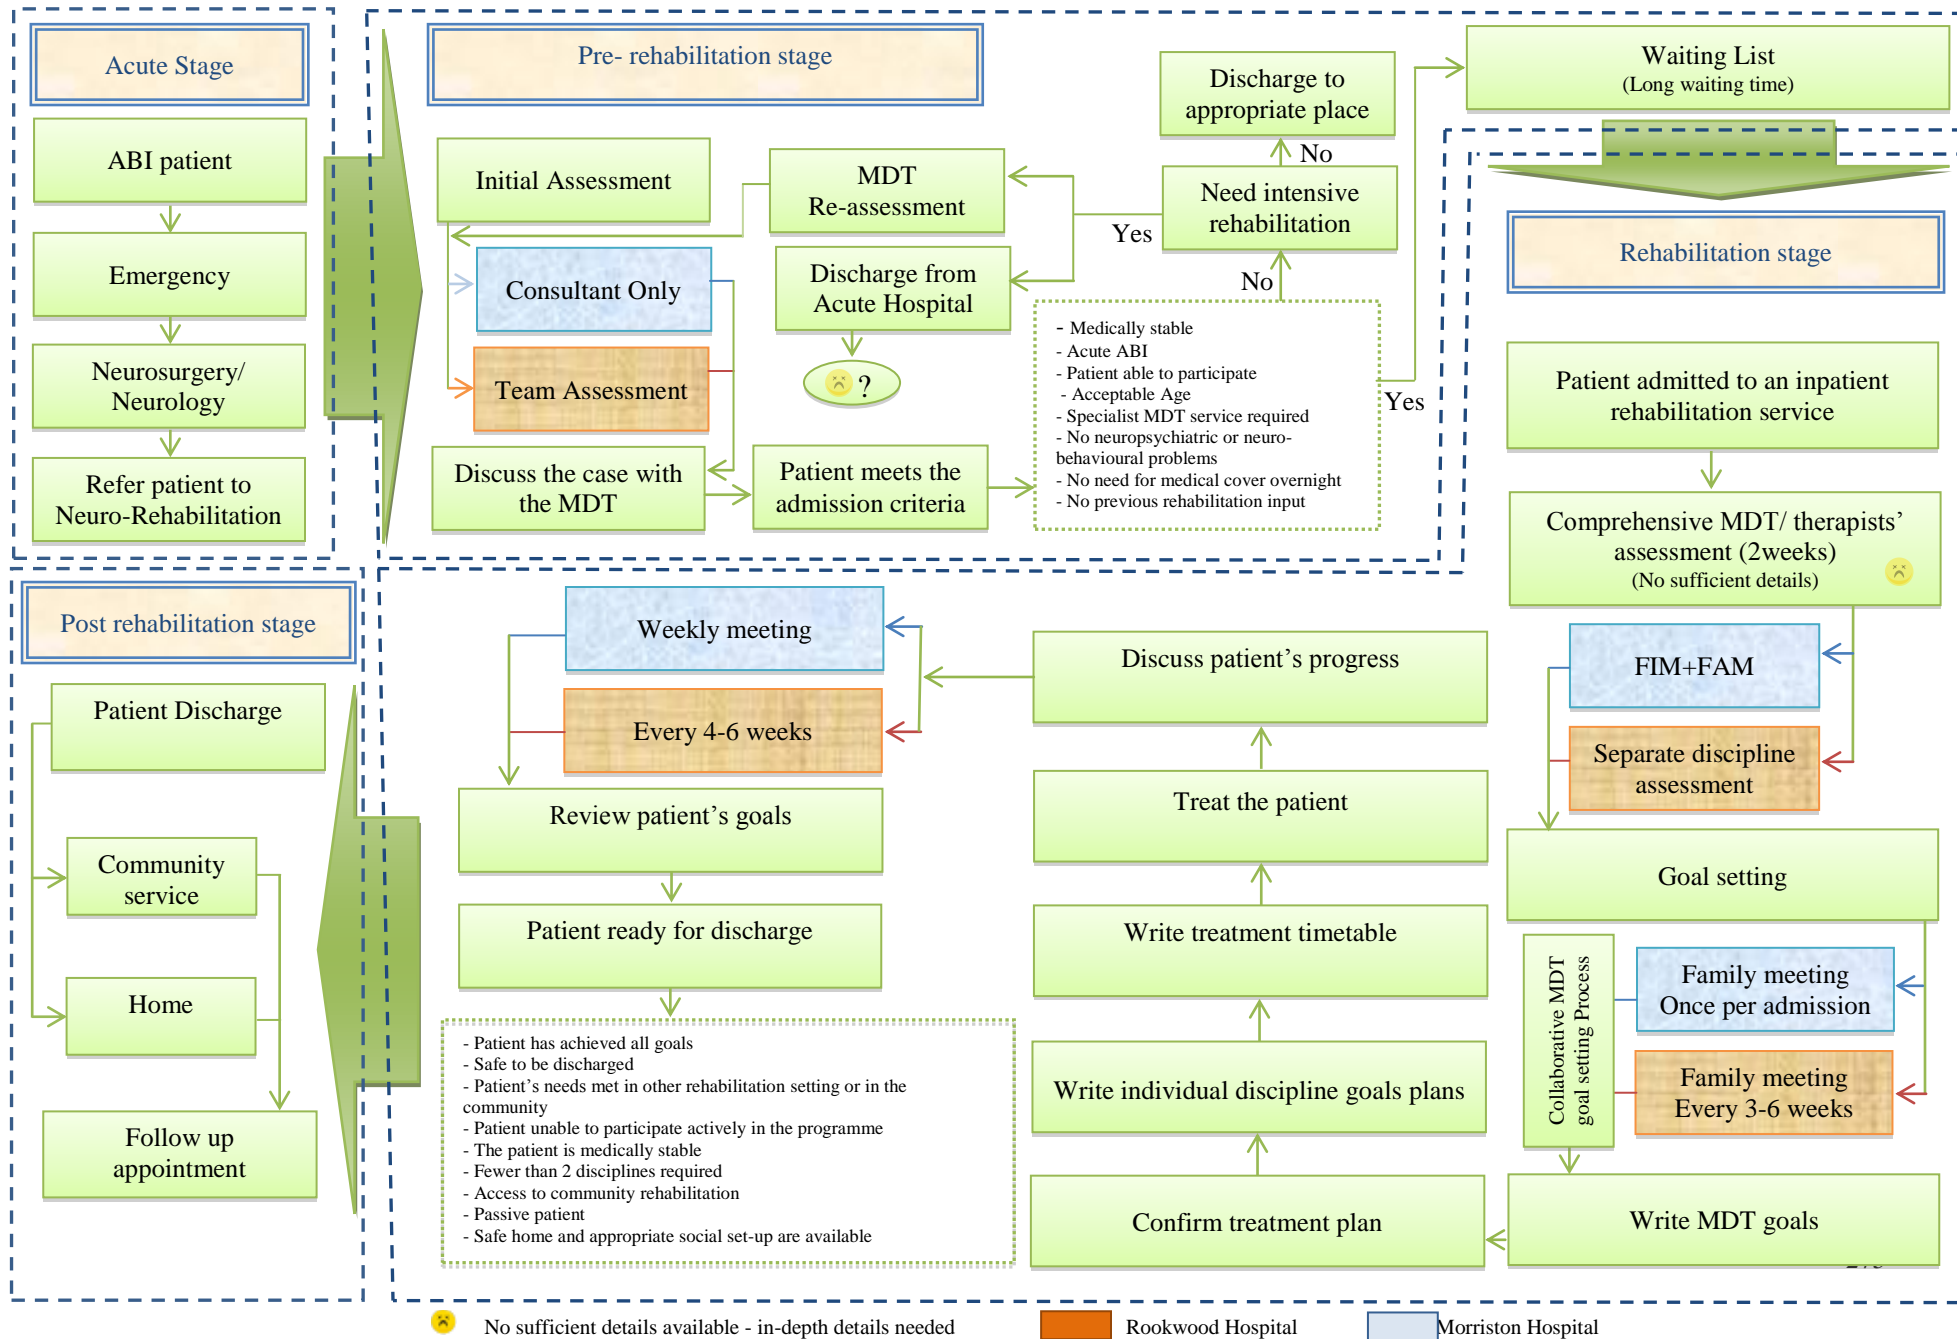 Acute Stage
ABI patient
Emergency
Neurosurgery/
Neurology
Refer patient to
Neuro-Rehabilitation
Pre- rehabilitation stage
Initial Assessment
Consultant Only
Team Assessment
Discuss the case with
the MDT
MDT
Re-assessment
Discharge from
Acute Hospital
?
Patient meets the
admission criteria
Discharge to
appropriate place
No
Need intensive
rehabilitation
Yes
No
- Medically stable
- Acute ABI
- Patient able to participate
- Acceptable Age
- Specialist MDT service required
- No neuropsychiatric or neuro-
behavioural problems
- No need for medical cover overnight
- No previous rehabilitation input
Yes
Waiting List
(Long waiting time)
Rehabilitation stage
Patient admitted to an inpatient
rehabilitation service
Comprehensive MDT/ therapists’
assessment (2weeks)
(No sufficient details)
FIM+FAM
Separate discipline
assessment
Goal setting
Collaborative MDT
goal setting Process
Family meeting
Once per admission
Family meeting
Every 3-6 weeks
Write MDT goals
Confirm treatment plan
Write individual discipline goals plans
Write treatment timetable
Treat the patient
Discuss patient’s progress
Weekly meeting
Every 4-6 weeks
Review patient’s goals
Patient ready for discharge
- Patient has achieved all goals
- Safe to be discharged
- Patient’s needs met in other rehabilitation setting or in the
community
- Patient unable to participate actively in the programme
- The patient is medically stable
- Fewer than 2 disciplines required
- Access to community rehabilitation
- Passive patient
- Safe home and appropriate social set-up are available
Post rehabilitation stage
Patient Discharge
Community
service
Home
Follow up
appointment
No sufficient details available - in-depth details needed
Rookwood Hospital
Morriston Hospital